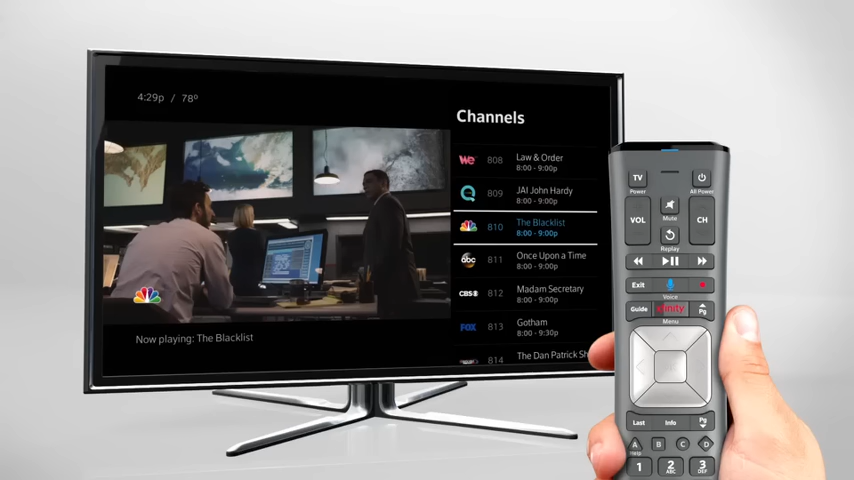 4:29p / 78°
Channels
we 808 Law & Order
8:00 - 9:00p
809 JAI John Hardy
8:00 - 9:00p
810 The Blacklist
8:00 - 9:00p
abc 811 Once Upon a Time
8:00 - 9:00p
CBS 812 Madam Secretary
8:00 - 9:00p
FOX 813 Gotham
8:00 - 9:30p
814 The Dan Patrick Sh
Now playing: The Blacklist
TV
Power
All Power
VOL
Mute
CH
Replay
Exit
Voice
Guide xfinity Pg
Menu
Last Info Pg
A B C D
Help
1 2 3
ABC DEF